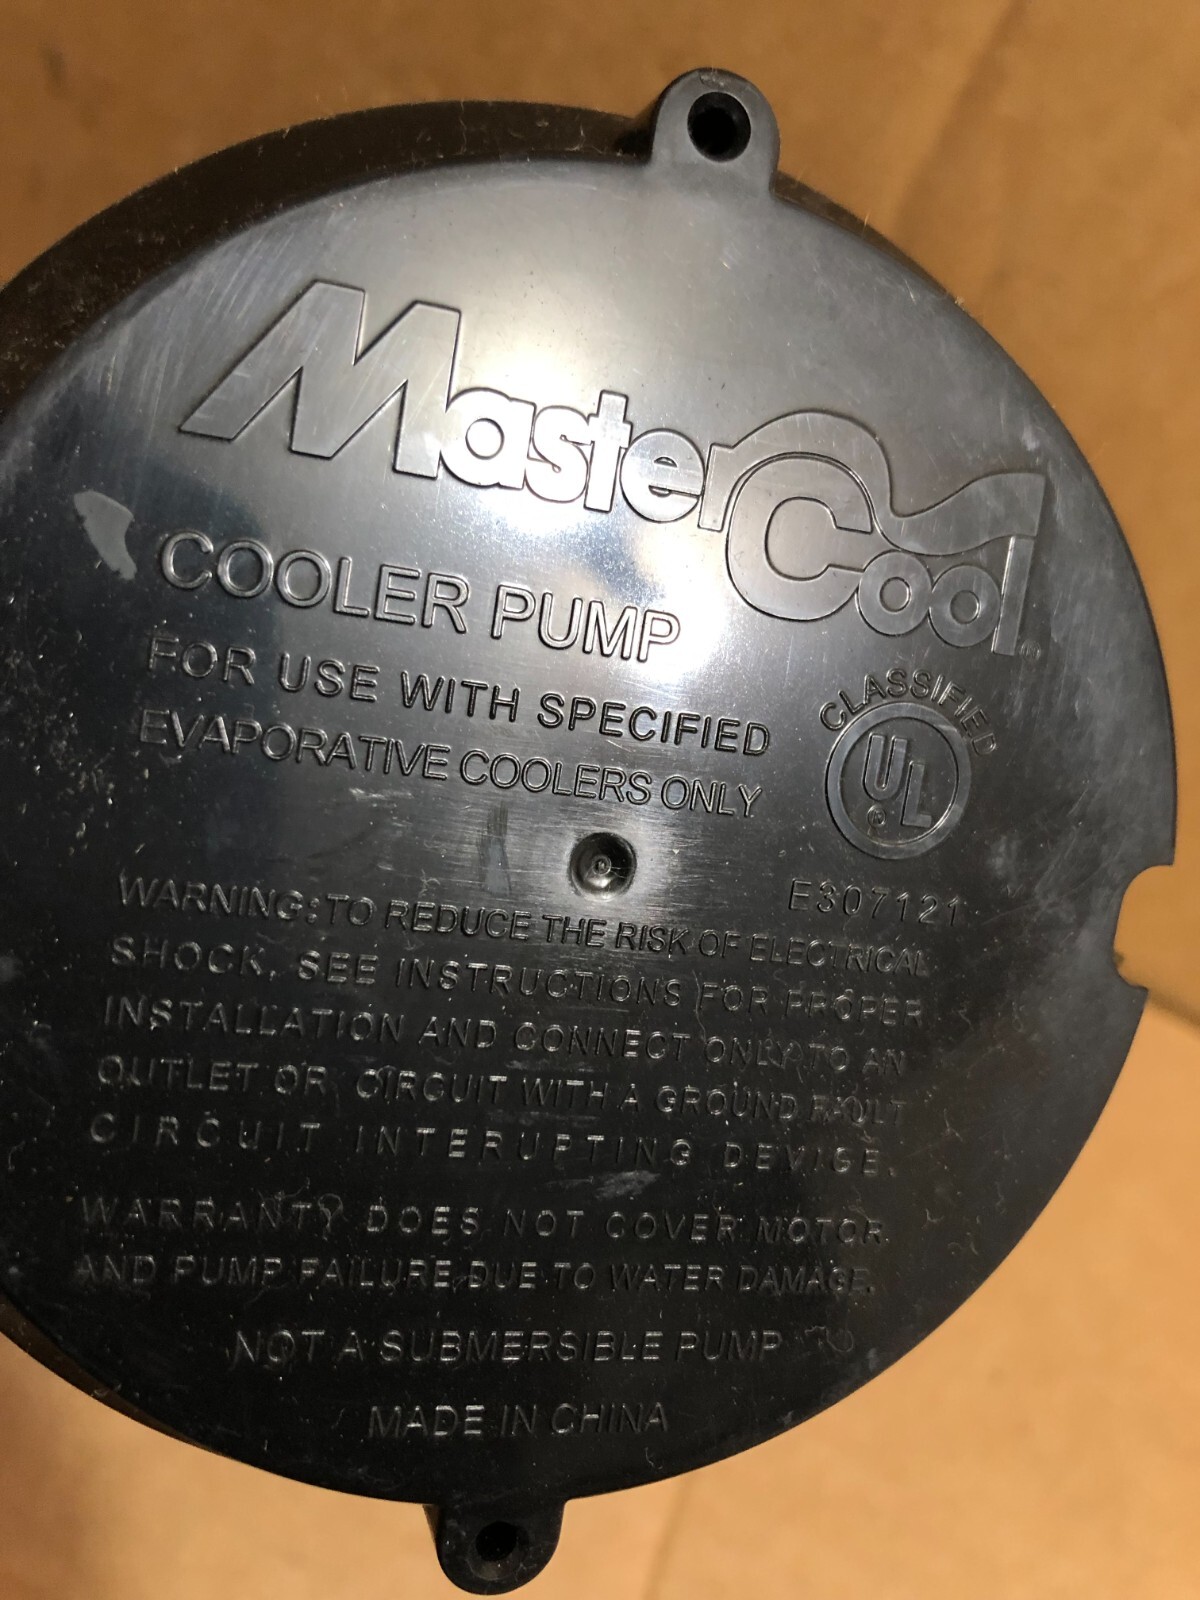 MasterCool®
COOLER PUMP
FOR USE WITH SPECIFIED
EVAPORATIVE COOLERS ONLY
CLASSIFIED
UL®
E307121
WARNING: TO REDUCE THE RISK OF ELECTRICAL
SHOCK, SEE INSTRUCTIONS FOR PROPER
INSTALLATION AND CONNECT ONLY TO AN
OUTLET OR CIRCUIT WITH A GROUND FAULT
CIRCUIT INTERUPTING DEVICE.
WARRANTY DOES NOT COVER MOTOR
AND PUMP FAILURE DUE TO WATER DAMAGE.
NOT A SUBMERSIBLE PUMP
MADE IN CHINA